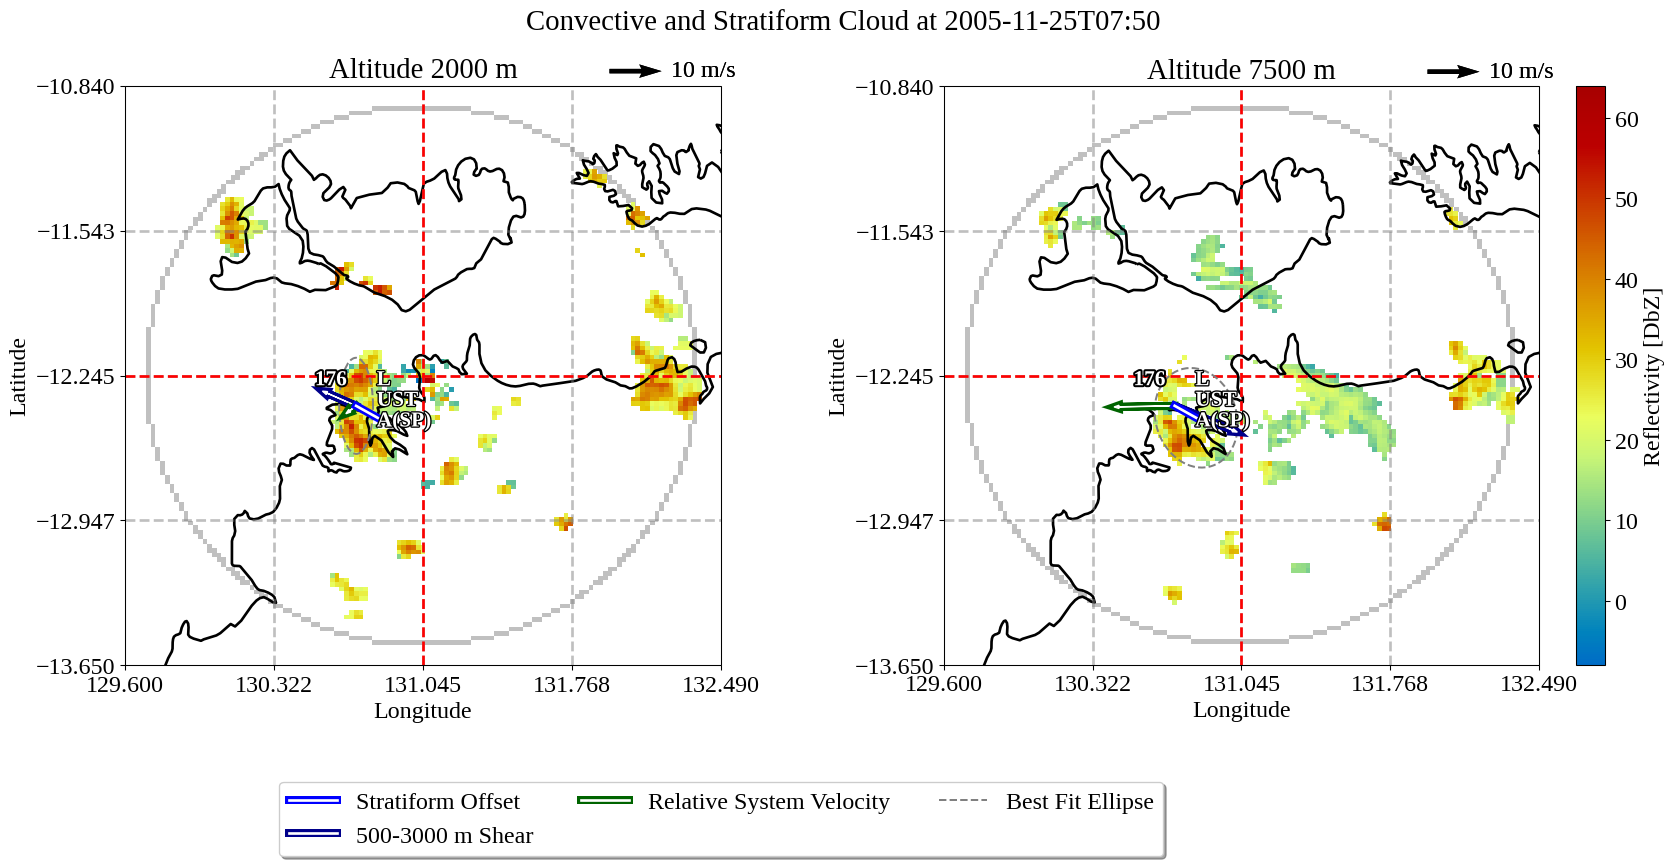 Convective and Stratiform Cloud at 2005-11-25T07:50
Altitude 2000 m
10 m/s
−10.840
−11.543
−12.245
−12.947
−13.650
129.600 130.322 131.045 131.768 132.490
Longitude
Latitude
176
L
UST
A(SP)
Altitude 7500 m
10 m/s
−10.840
−11.543
−12.245
−12.947
−13.650
129.600 130.322 131.045 131.768 132.490
Longitude
Latitude
176
L
UST
A(SP)
60
50
40
30
20
10
0
Reflectivity [DbZ]
Stratiform Offset
500-3000 m Shear
Relative System Velocity
Best Fit Ellipse